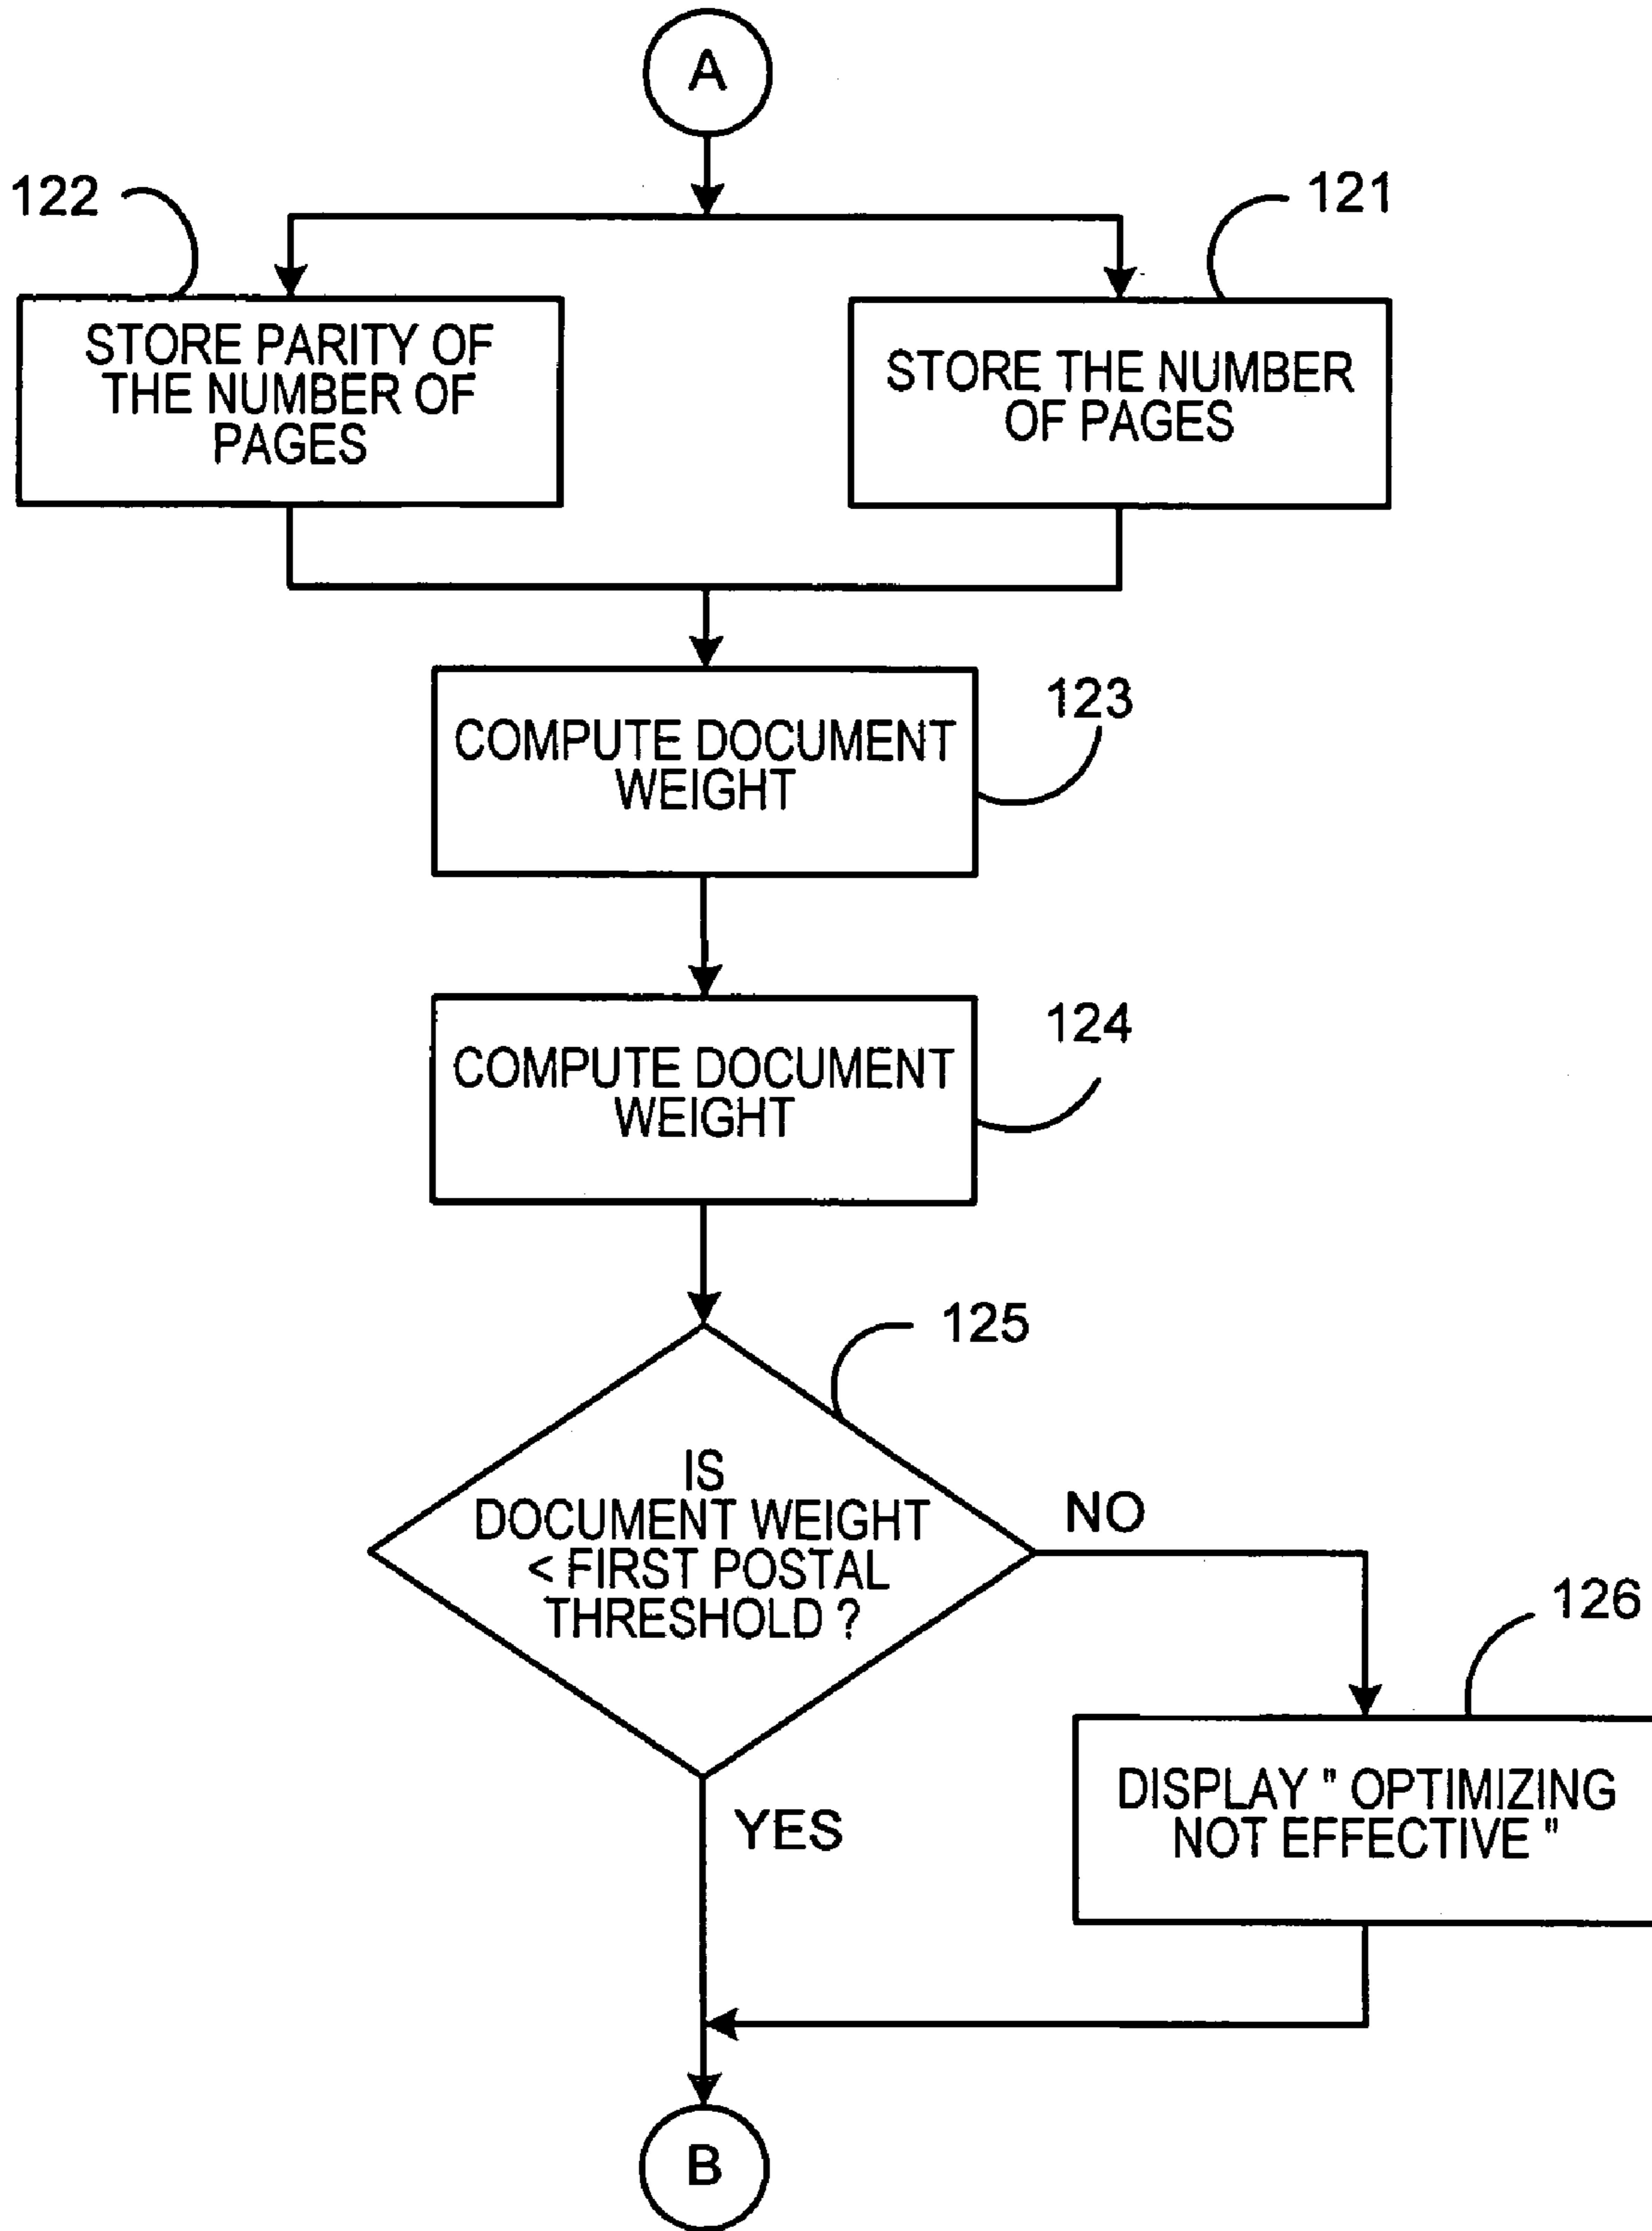 A
122
121
STORE PARITY OF
THE NUMBER OF
PAGES
STORE THE NUMBER
OF PAGES
123
COMPUTE DOCUMENT
WEIGHT
124
COMPUTE DOCUMENT
WEIGHT
125
IS
DOCUMENT WEIGHT
< FIRST POSTAL
THRESHOLD ?
NO
126
DISPLAY " OPTIMIZING
NOT EFFECTIVE "
YES
B